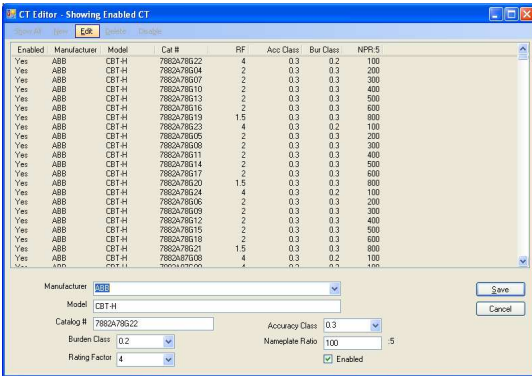 CT Editor - Showing Enabled CT
Show All New Edit Delete Disable
Enabled Manufacturer Model Cat # RF Acc Class Bur Class NPR:5
Yes ABB CBT-H 7882A78G22 4 0.3 0.2 100
Yes ABB CBT-H 7882A78G04 2 0.3 0.3 200
Yes ABB CBT-H 7882A78G07 2 0.3 0.3 300
Yes ABB CBT-H 7882A78G10 2 0.3 0.3 400
Yes ABB CBT-H 7882A78G13 2 0.3 0.3 500
Yes ABB CBT-H 7882A78G16 2 0.3 0.3 600
Yes ABB CBT-H 7882A78G19 1.5 0.3 0.3 800
Yes ABB CBT-H 7882A78G23 4 0.3 0.2 100
Yes ABB CBT-H 7882A78G05 2 0.3 0.3 200
Yes ABB CBT-H 7882A78G08 2 0.3 0.3 300
Yes ABB CBT-H 7882A78G11 2 0.3 0.3 400
Yes ABB CBT-H 7882A78G14 2 0.3 0.3 500
Yes ABB CBT-H 7882A78G17 2 0.3 0.3 600
Yes ABB CBT-H 7882A78G20 1.5 0.3 0.3 800
Yes ABB CBT-H 7882A78G24 4 0.3 0.2 100
Yes ABB CBT-H 7882A78G06 2 0.3 0.3 200
Yes ABB CBT-H 7882A78G09 2 0.3 0.3 300
Yes ABB CBT-H 7882A78G12 2 0.3 0.3 400
Yes ABB CBT-H 7882A78G15 2 0.3 0.3 500
Yes ABB CBT-H 7882A78G18 2 0.3 0.3 600
Yes ABB CBT-H 7882A78G21 1.5 0.3 0.3 800
Yes ABB CBT-H 7882A87G08 4 0.3 0.2 100
Manufacturer ABB Save
Model CBT-H Cancel
Catalog # 7882A78G22 Accuracy Class 0.3
Burden Class 0.2 Nameplate Ratio 100 :5
Rating Factor 4 Enabled